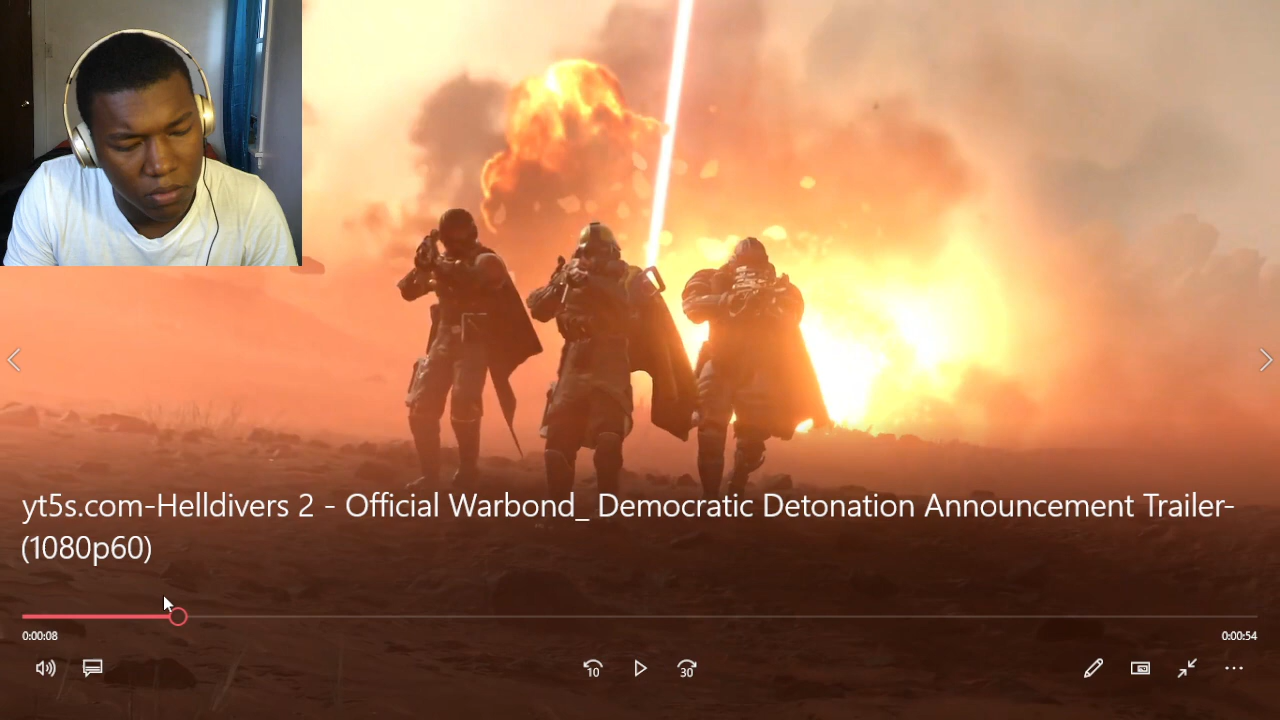 yt5s.com-Helldivers 2 - Official Warbond_ Democratic Detonation Announcement Trailer-
(1080p60)
0:00:08
0:00:54
10
30